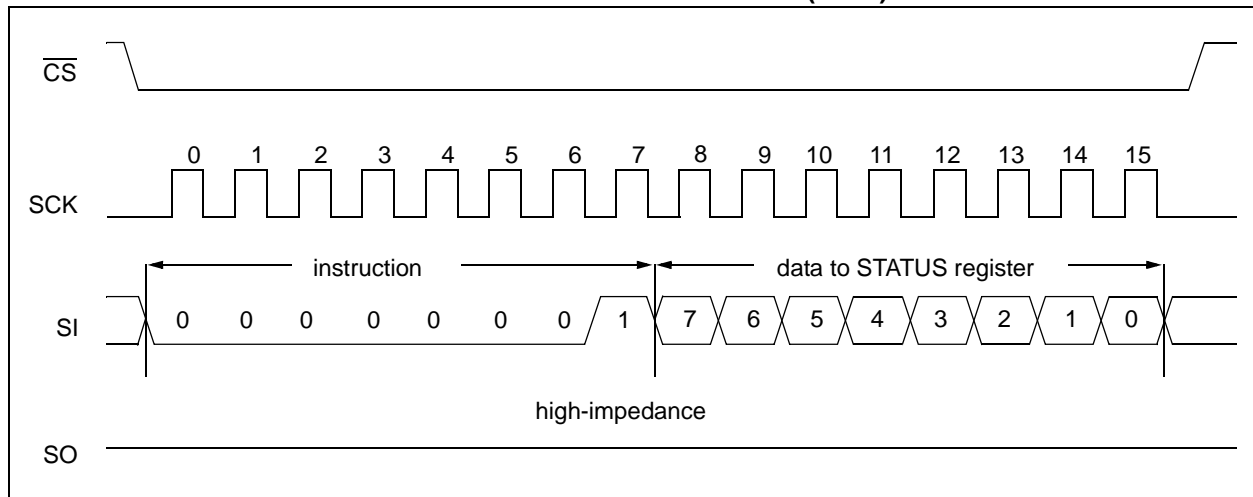 CS
0 1 2 3 4 5 6 7 8 9 10 11 12 13 14 15
SCK
instruction data to STATUS register
SI 0 0 0 0 0 0 0 1 7 6 5 4 3 2 1 0
high-impedance
SO